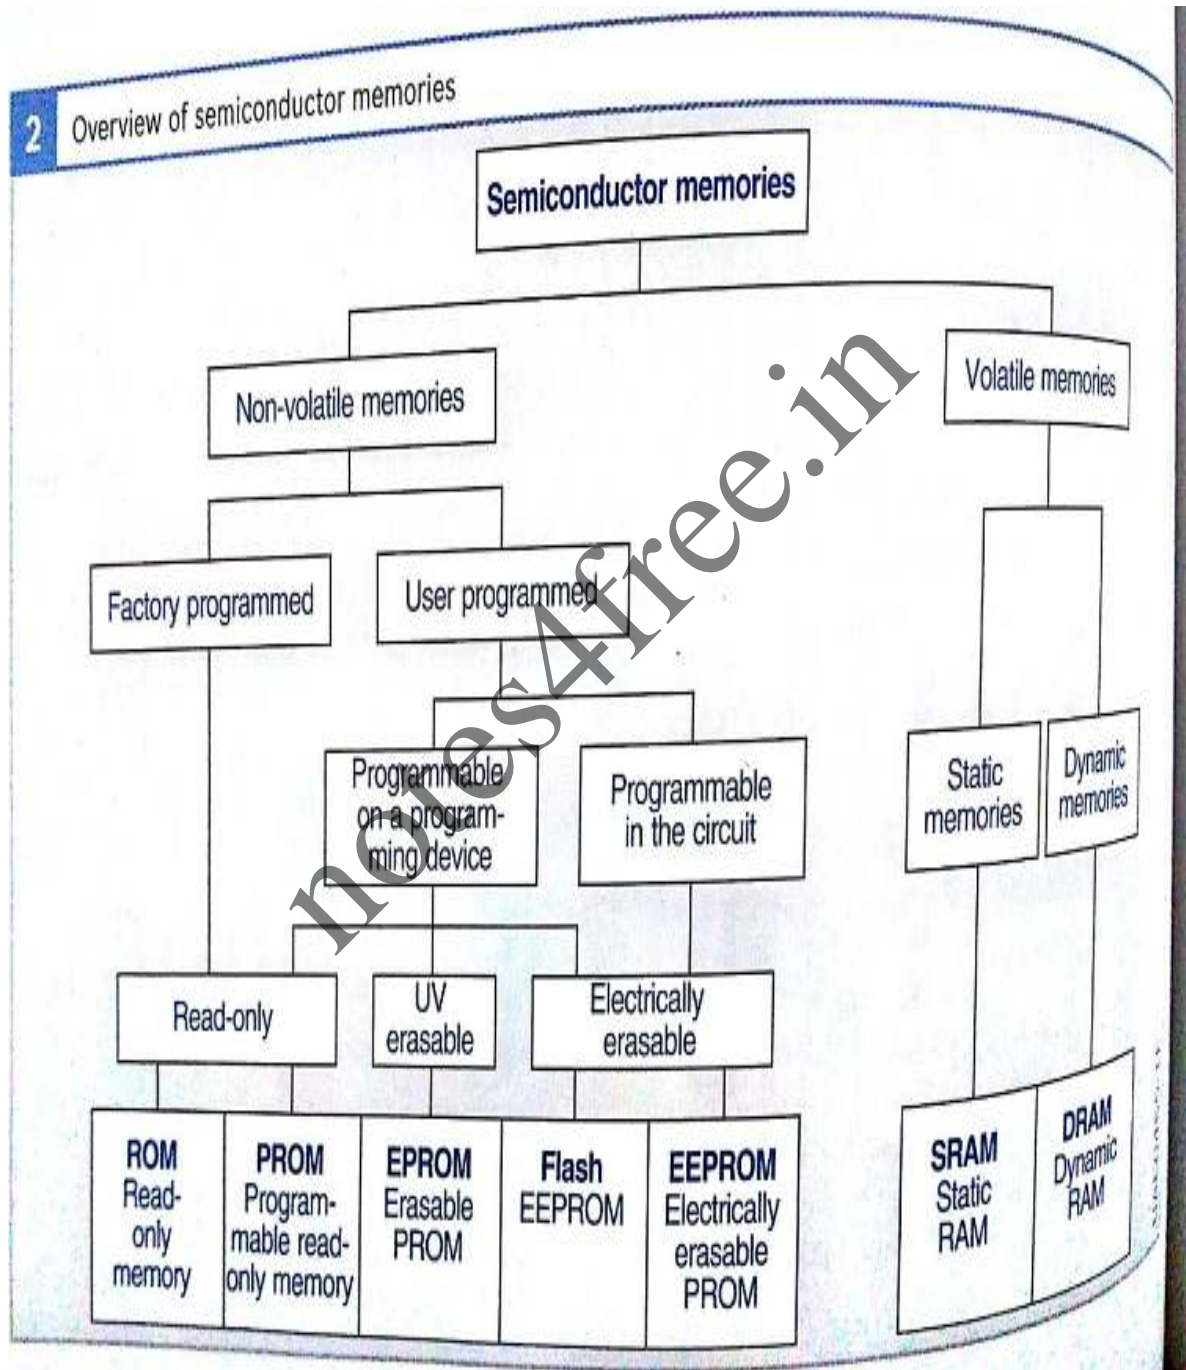 2
Overview of semiconductor memories
Semiconductor memories
Non-volatile memories
Volatile memories
Factory programmed
User programmed
Programmable
on a program-
ming device
Programmable
in the circuit
Static
memories
Dynamic
memories
Read-only
UV
erasable
Electrically
erasable
ROM
Read-
only
memory
PROM
Program-
mable read-
only memory
EPROM
Erasable
PROM
Flash
EEPROM
EEPROM
Electrically
erasable
PROM
SRAM
Static
RAM
DRAM
Dynamic
RAM
notes4free.in